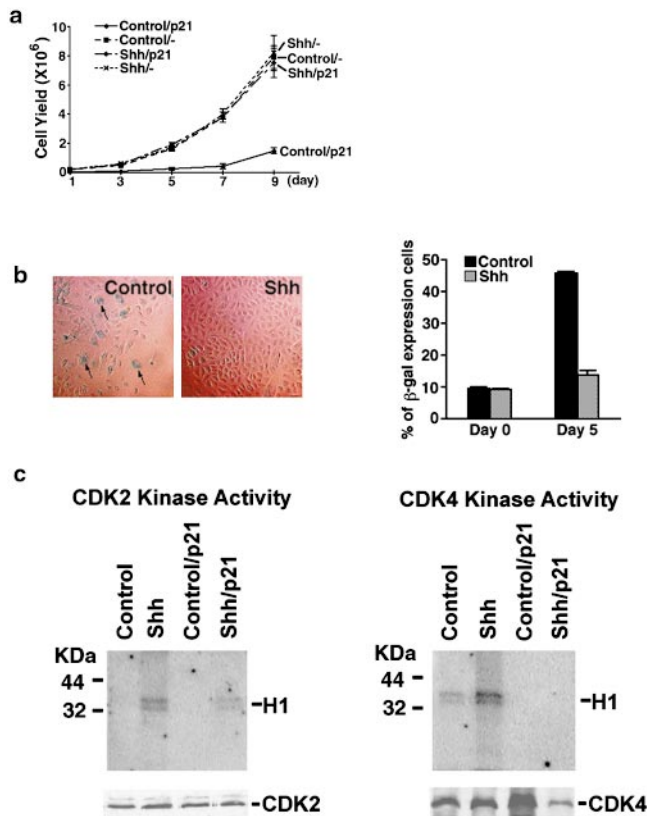 a
Control/p21
Control/-
Shh/p21
Shh/-
Cell Yield (X10⁶)
10
8
6
4
2
0
1 3 5 7 9 (day)
Shh/-
Control/-
Shh/p21
Control/p21
b
Control
Shh
% of β-gal expression cells
50
40
30
20
10
0
Control
Shh
Day 0 Day 5
c
CDK2 Kinase Activity
Control
Shh
Control/p21
Shh/p21
KDa
44
32
H1
CDK2
CDK4 Kinase Activity
Control
Shh
Control/p21
Shh/p21
KDa
44
32
H1
CDK4